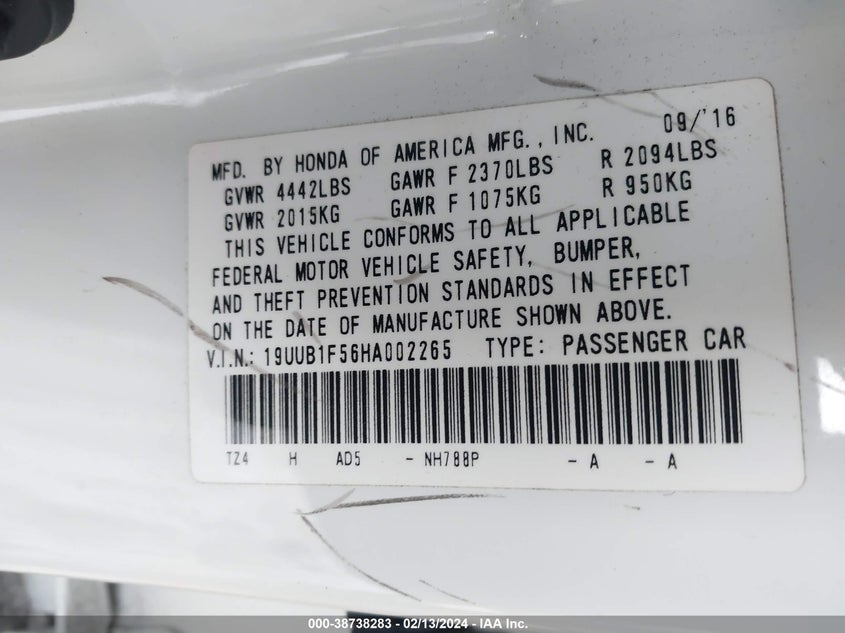 MFD. BY HONDA OF AMERICA MFG., INC. 09/'16
GVWR 4442LBS GAWR F 2370LBS R 2094LBS
GVWR 2015KG GAWR F 1075KG R 950KG
THIS VEHICLE CONFORMS TO ALL APPLICABLE
FEDERAL MOTOR VEHICLE SAFETY, BUMPER,
AND THEFT PREVENTION STANDARDS IN EFFECT
ON THE DATE OF MANUFACTURE SHOWN ABOVE.
V.I.N.: 19UUB1F56HA002265 TYPE: PASSENGER CAR
TZ4 H AD5 - NH788P - A - A
000-38738283 - 02/13/2024 - IAA Inc.